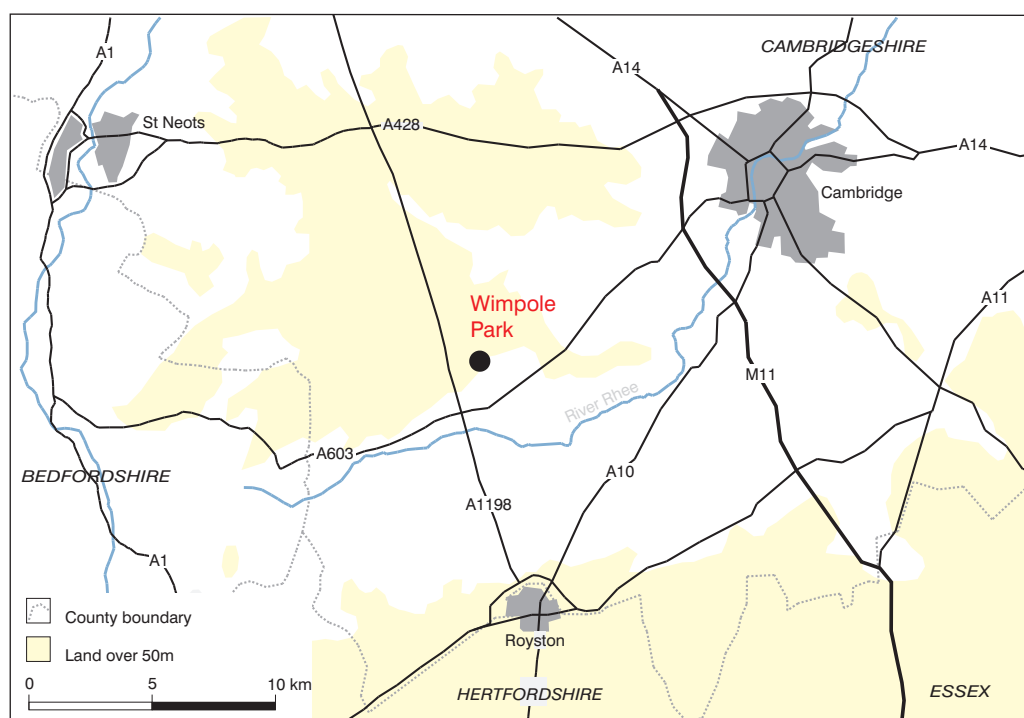 CAMBRIDGESHIRE
A1
A14
St Neots
A428
A14
Cambridge
Wimpole
Park
A11
M11
River Rhee
A603
BEDFORDSHIRE
A10
A1198
A1
County boundary
Land over 50m
Royston
0 5 10 km
HERTFORDSHIRE
ESSEX